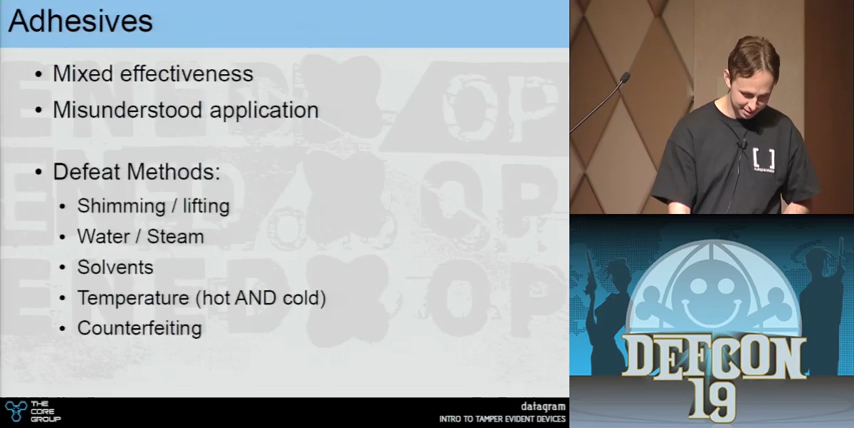 Adhesives
• Mixed effectiveness
• Misunderstood application
• Defeat Methods:
• Shimming / lifting
• Water / Steam
• Solvents
• Temperature (hot AND cold)
• Counterfeiting
THE
CORE
GROUP
datagram
INTRO TO TAMPER EVIDENT DEVICES
[ ]
DEFCON
19